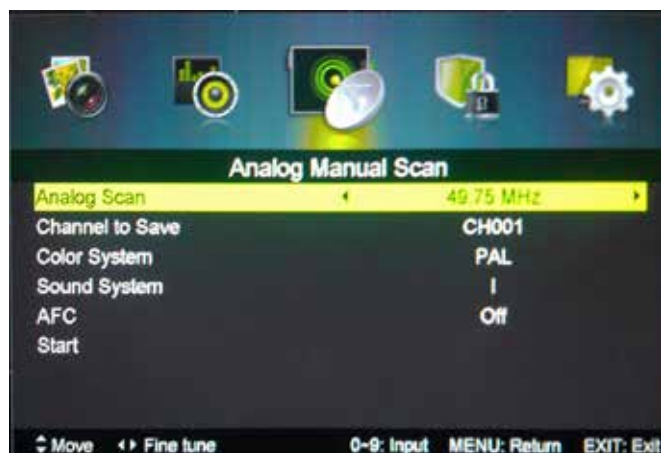 Analog Manual Scan
Analog Scan 49.75 MHz
Channel to Save CH001
Color System PAL
Sound System I
AFC Off
Start
Move Fine tune 0~9: Input MENU: Return EXIT: Exit